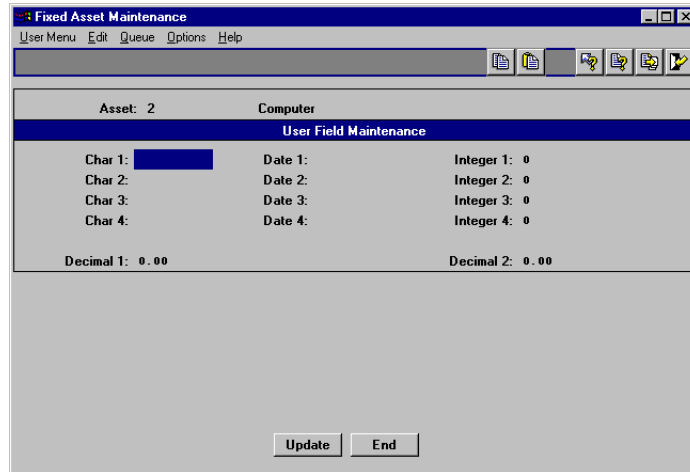 Fixed Asset Maintenance
User Menu Edit Queue Options Help
Asset: 2 Computer
User Field Maintenance
Char 1: Date 1: Integer 1: 0
Char 2: Date 2: Integer 2: 0
Char 3: Date 3: Integer 3: 0
Char 4: Date 4: Integer 4: 0
Decimal 1: 0.00 Decimal 2: 0.00
Update End